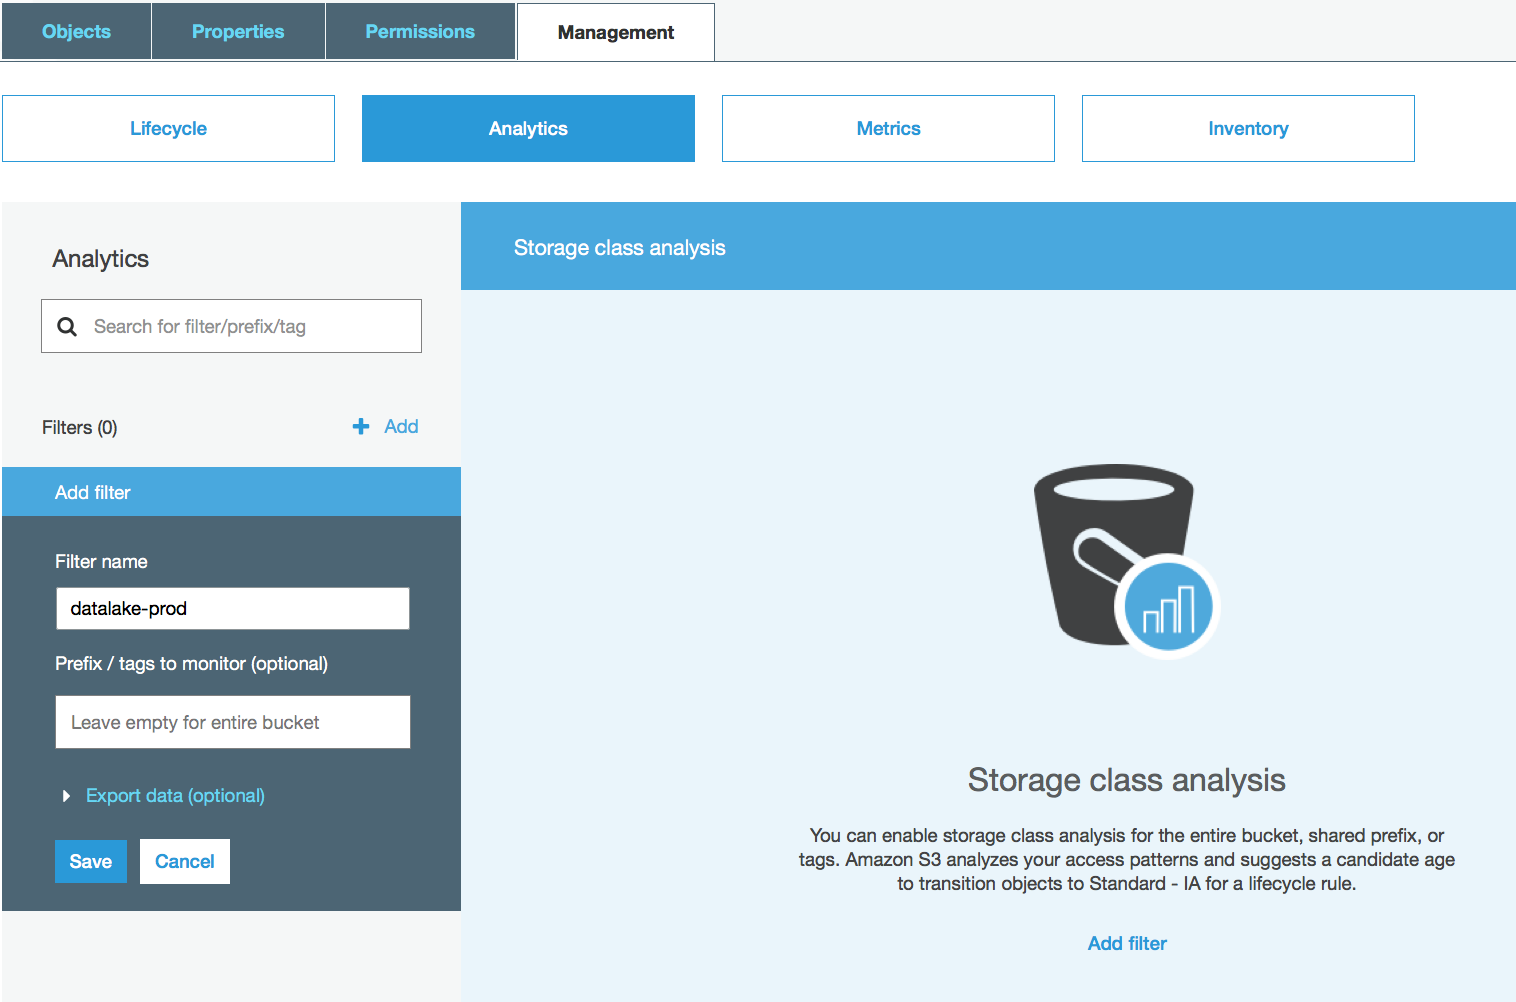 Objects
Properties
Permissions
Management
Lifecycle
Analytics
Metrics
Inventory
Analytics
Search for filter/prefix/tag
Filters (0)
Add
Add filter
Filter name
datalake-prod
Prefix / tags to monitor (optional)
Leave empty for entire bucket
Export data (optional)
Save
Cancel
Storage class analysis
Storage class analysis
You can enable storage class analysis for the entire bucket, shared prefix, or
tags. Amazon S3 analyzes your access patterns and suggests a candidate age
to transition objects to Standard - IA for a lifecycle rule.
Add filter